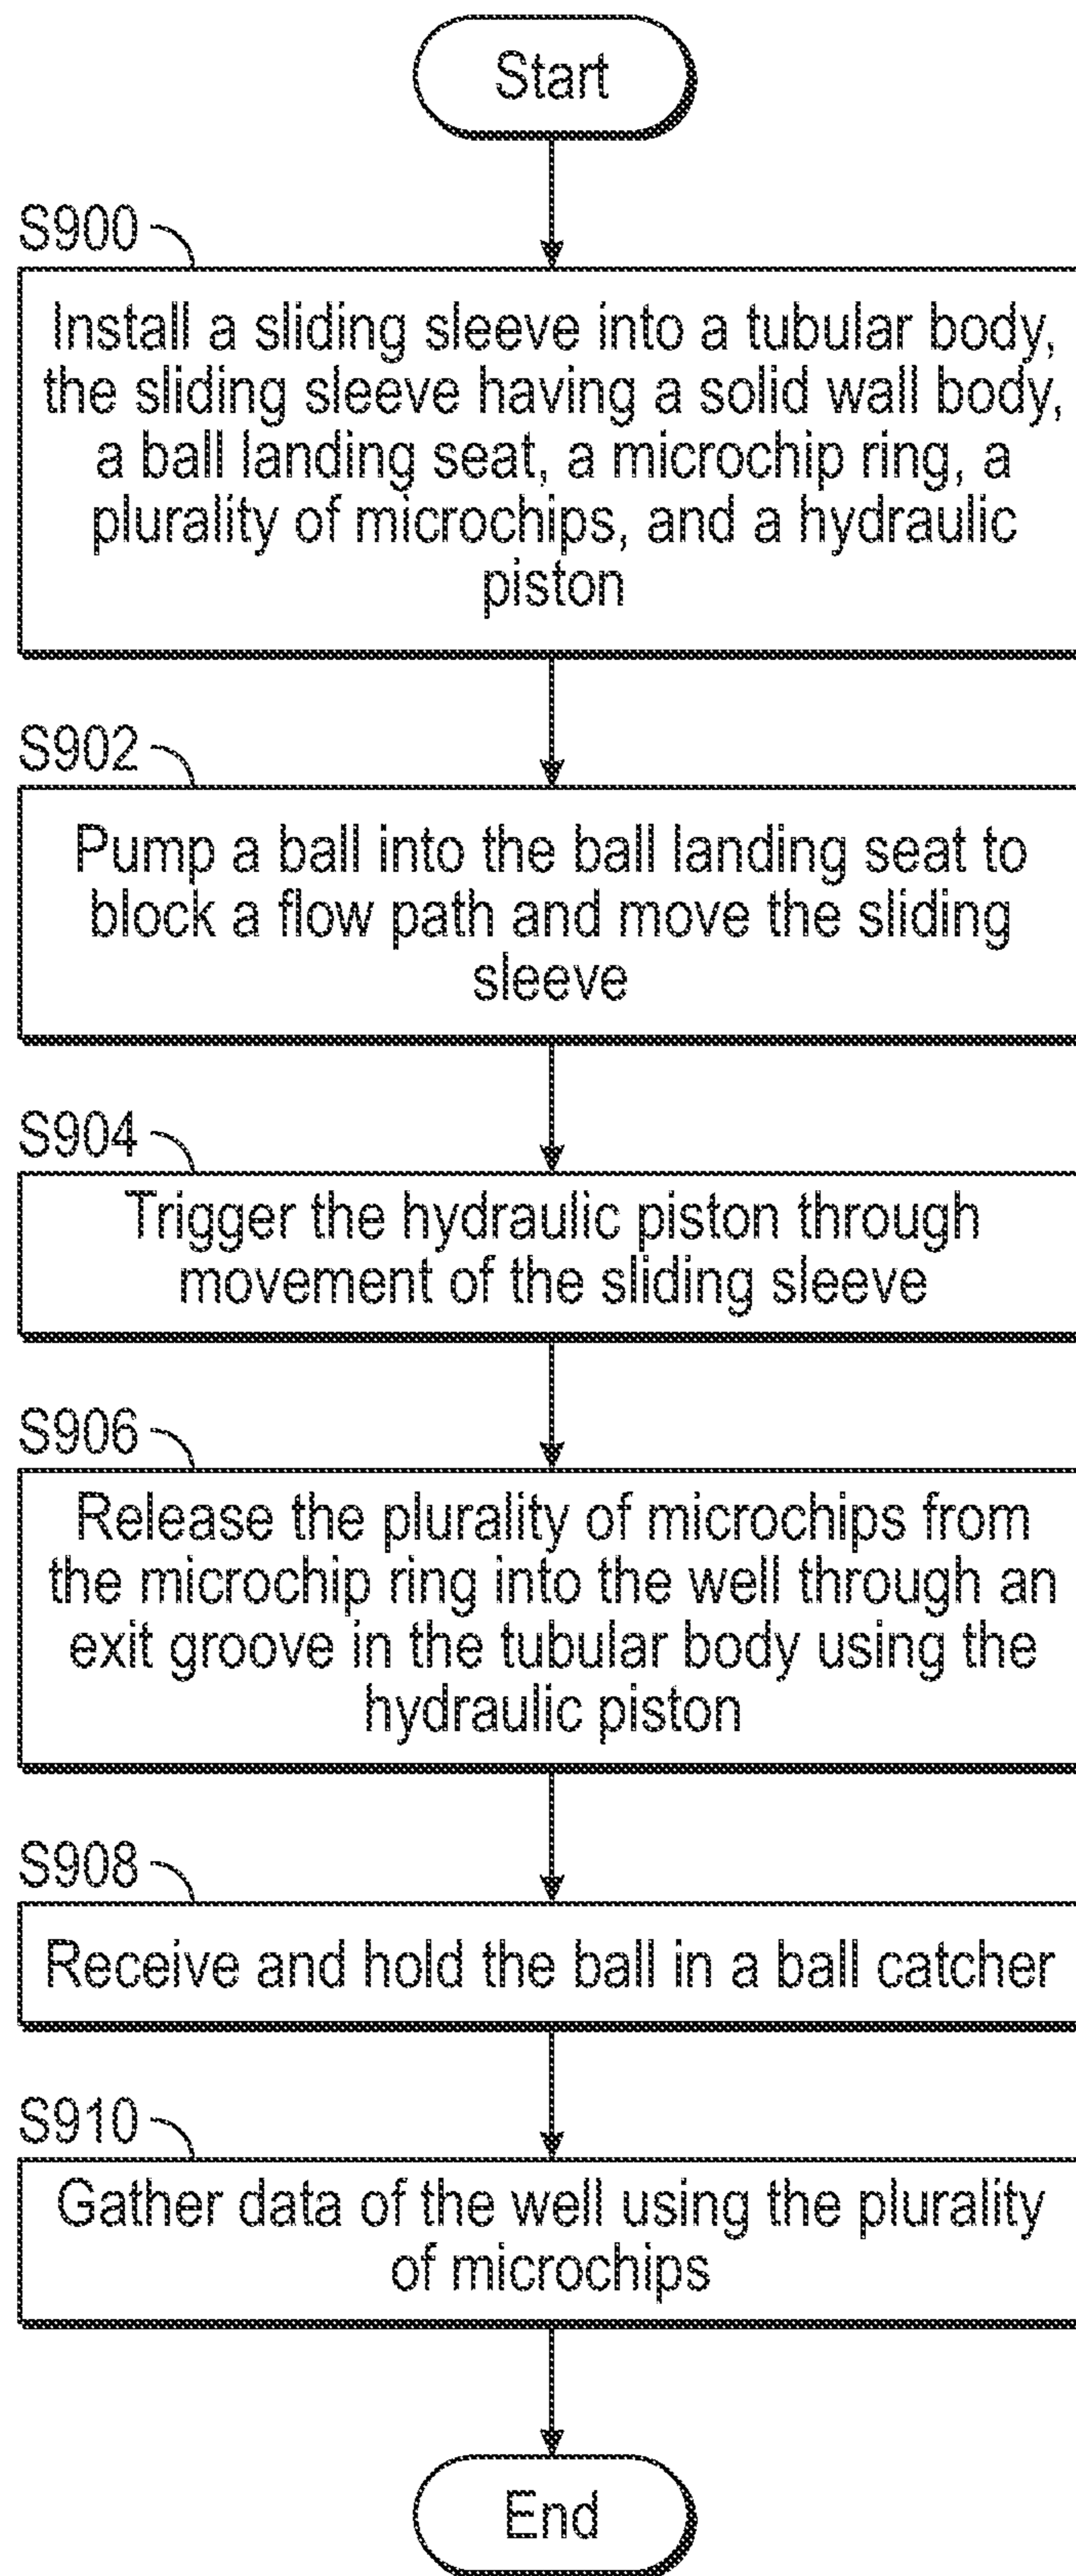 Start
S900
Install a sliding sleeve into a tubular body,
the sliding sleeve having a solid wall body,
a ball landing seat, a microchip ring, a
plurality of microchips, and a hydraulic
piston
S902
Pump a ball into the ball landing seat to
block a flow path and move the sliding
sleeve
S904
Trigger the hydraulic piston through
movement of the sliding sleeve
S906
Release the plurality of microchips from
the microchip ring into the well through an
exit groove in the tubular body using the
hydraulic piston
S908
Receive and hold the ball in a ball catcher
S910
Gather data of the well using the plurality
of microchips
End